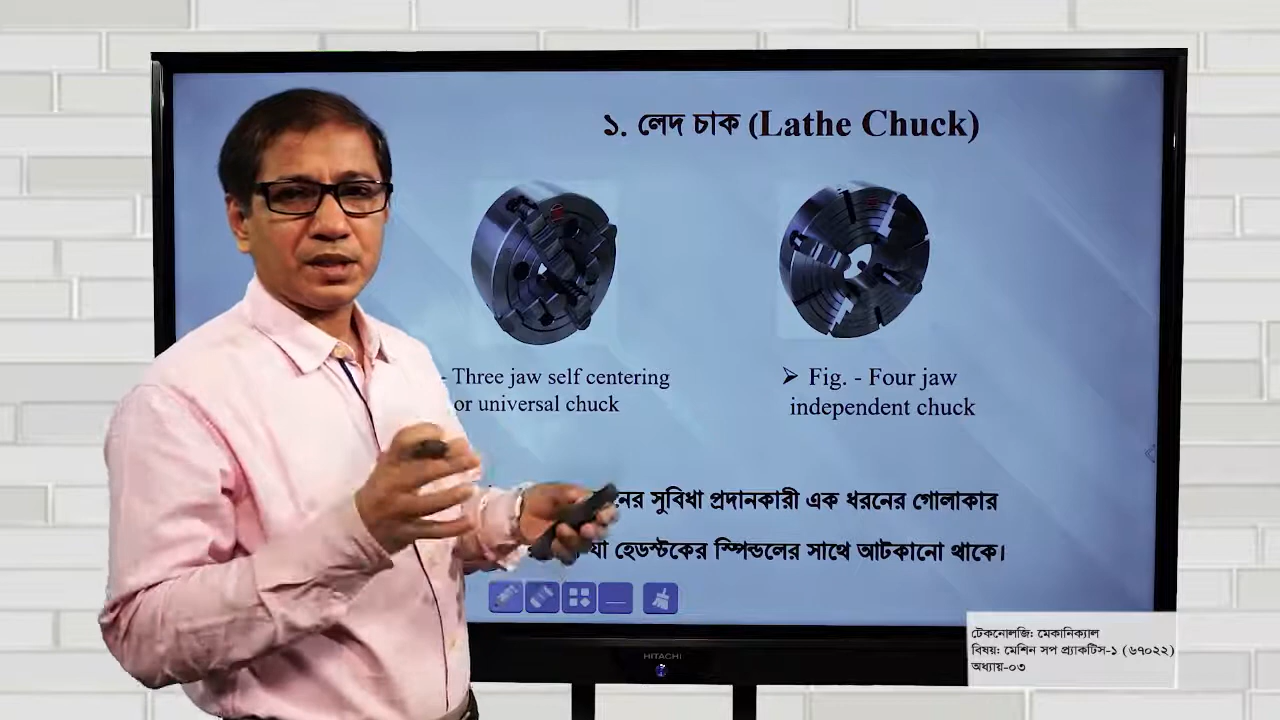 ১. লেদ চাক (Lathe Chuck)
- Three jaw self centering
or universal chuck
➢ Fig. - Four jaw
independent chuck
সুবিধা প্রদানকারী এক ধরনের গোলাকার
যা হেডস্টকের স্পিন্ডলের সাথে আটকানো থাকে।
HITACHI
টেকনোলজি: মেকানিক্যাল
বিষয়: মেশিন সপ প্র্যাকটিস-১ (৬৭০২২)
অধ্যায়-০৩